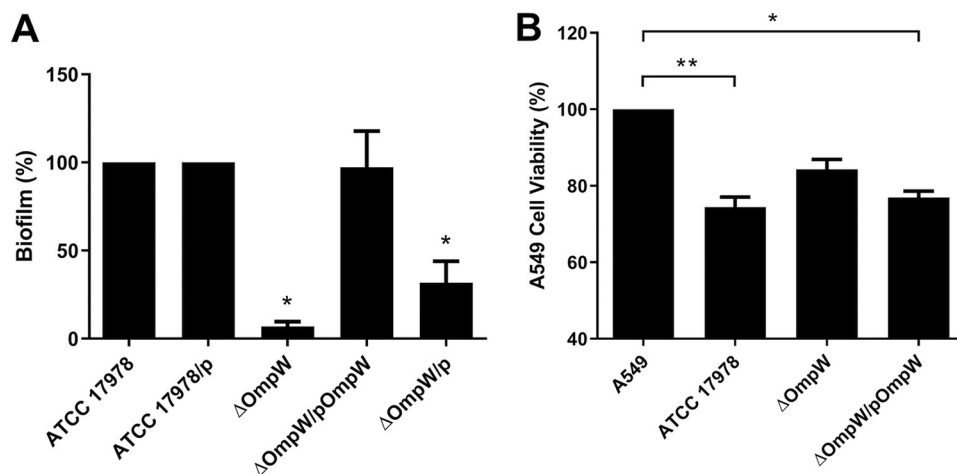 A
Biofilm (%)
150
100
50
0
*
*
ATCC 17978
ATCC 17978/p
ΔOmpW
ΔOmpW/pOmpW
ΔOmpW/p
B
A549 Cell Viability (%)
120
100
80
60
40
*
**
A549
ATCC 17978
ΔOmpW
ΔOmpW/pOmpW